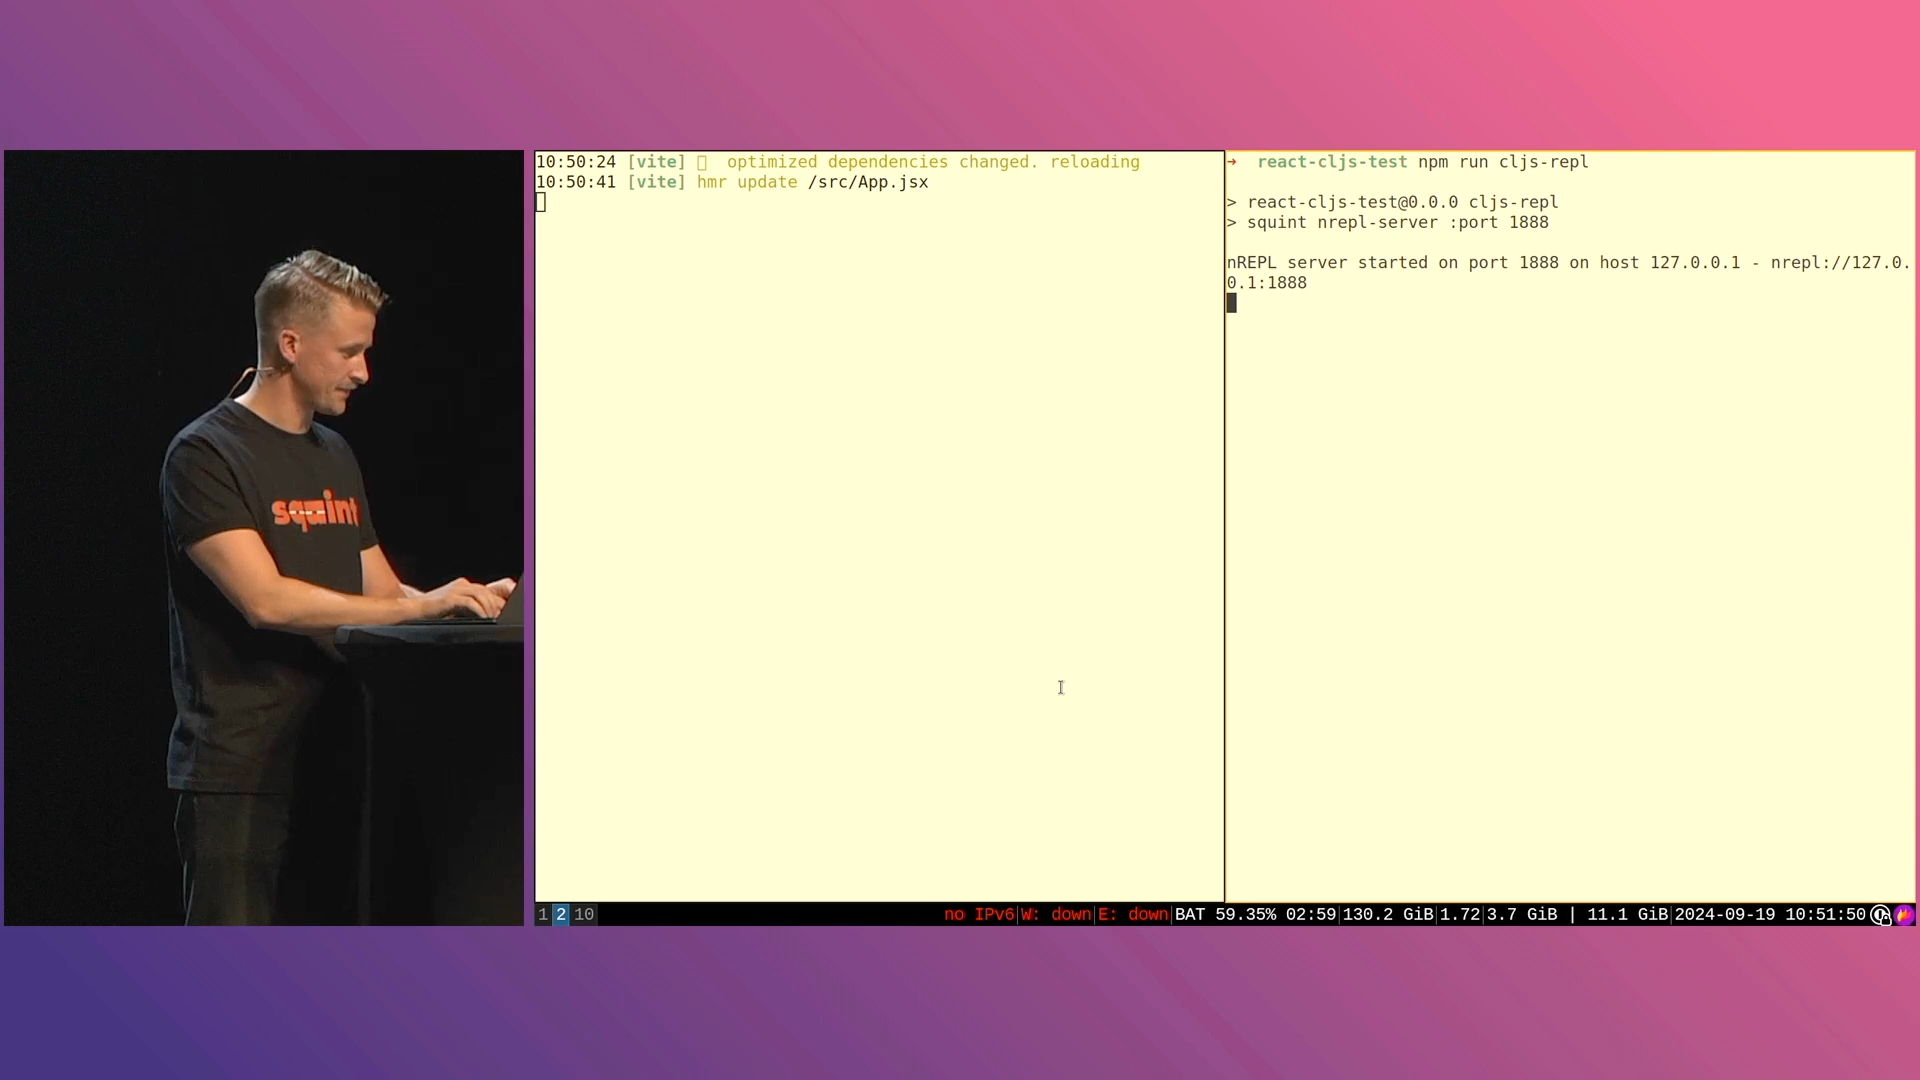 squint
10:50:24 [vite] optimized dependencies changed. reloading
10:50:41 [vite] hmr update /src/App.jsx
→ react-cljs-test npm run cljs-repl
> react-cljs-test@0.0.0 cljs-repl
> squint nrepl-server :port 1888
nREPL server started on port 1888 on host 127.0.0.1 - nrepl://127.0.
0.1:1888
1 2 10
no IPv6|W: down|E: down|BAT 59.35% 02:59|130.2 GiB|1.72|3.7 GiB | 11.1 GiB|2024-09-19 10:51:50